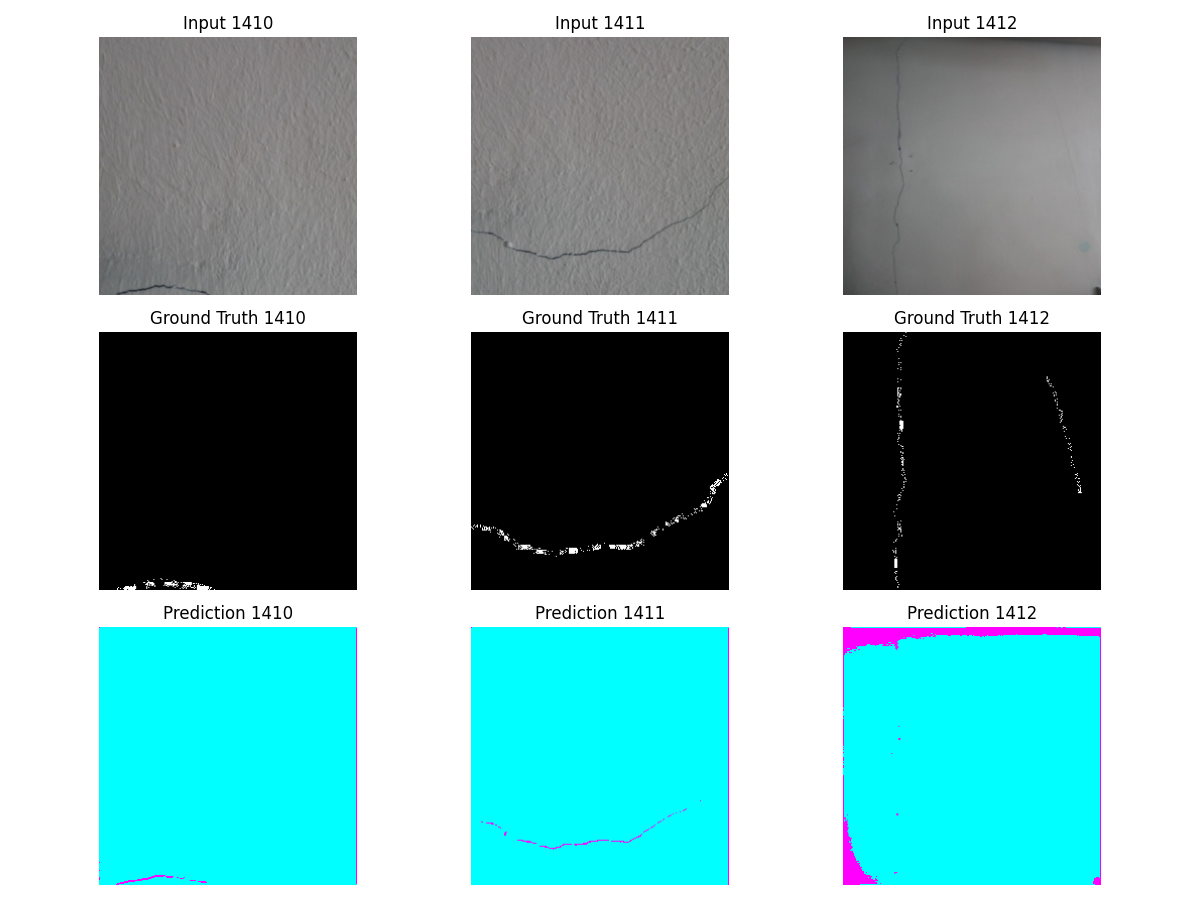 Input 1410
Input 1411
Input 1412
Ground Truth 1410
Ground Truth 1411
Ground Truth 1412
Prediction 1410
Prediction 1411
Prediction 1412